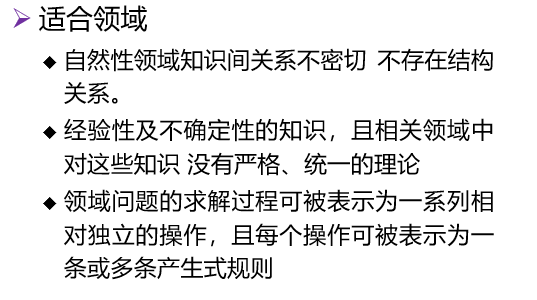 适合领域
自然性领域知识间关系不密切 不存在结构
关系。
经验性及不确定性的知识，且相关领域中
对这些知识 没有严格、统一的理论
领域问题的求解过程可被表示为一系列相
对独立的操作，且每个操作可被表示为一
条或多条产生式规则